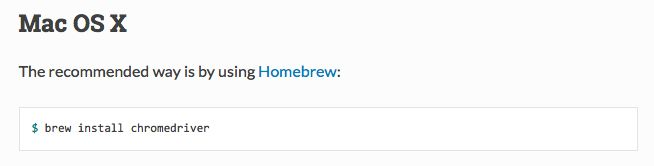 Mac OS X
The recommended way is by using Homebrew:
$ brew install chromedriver